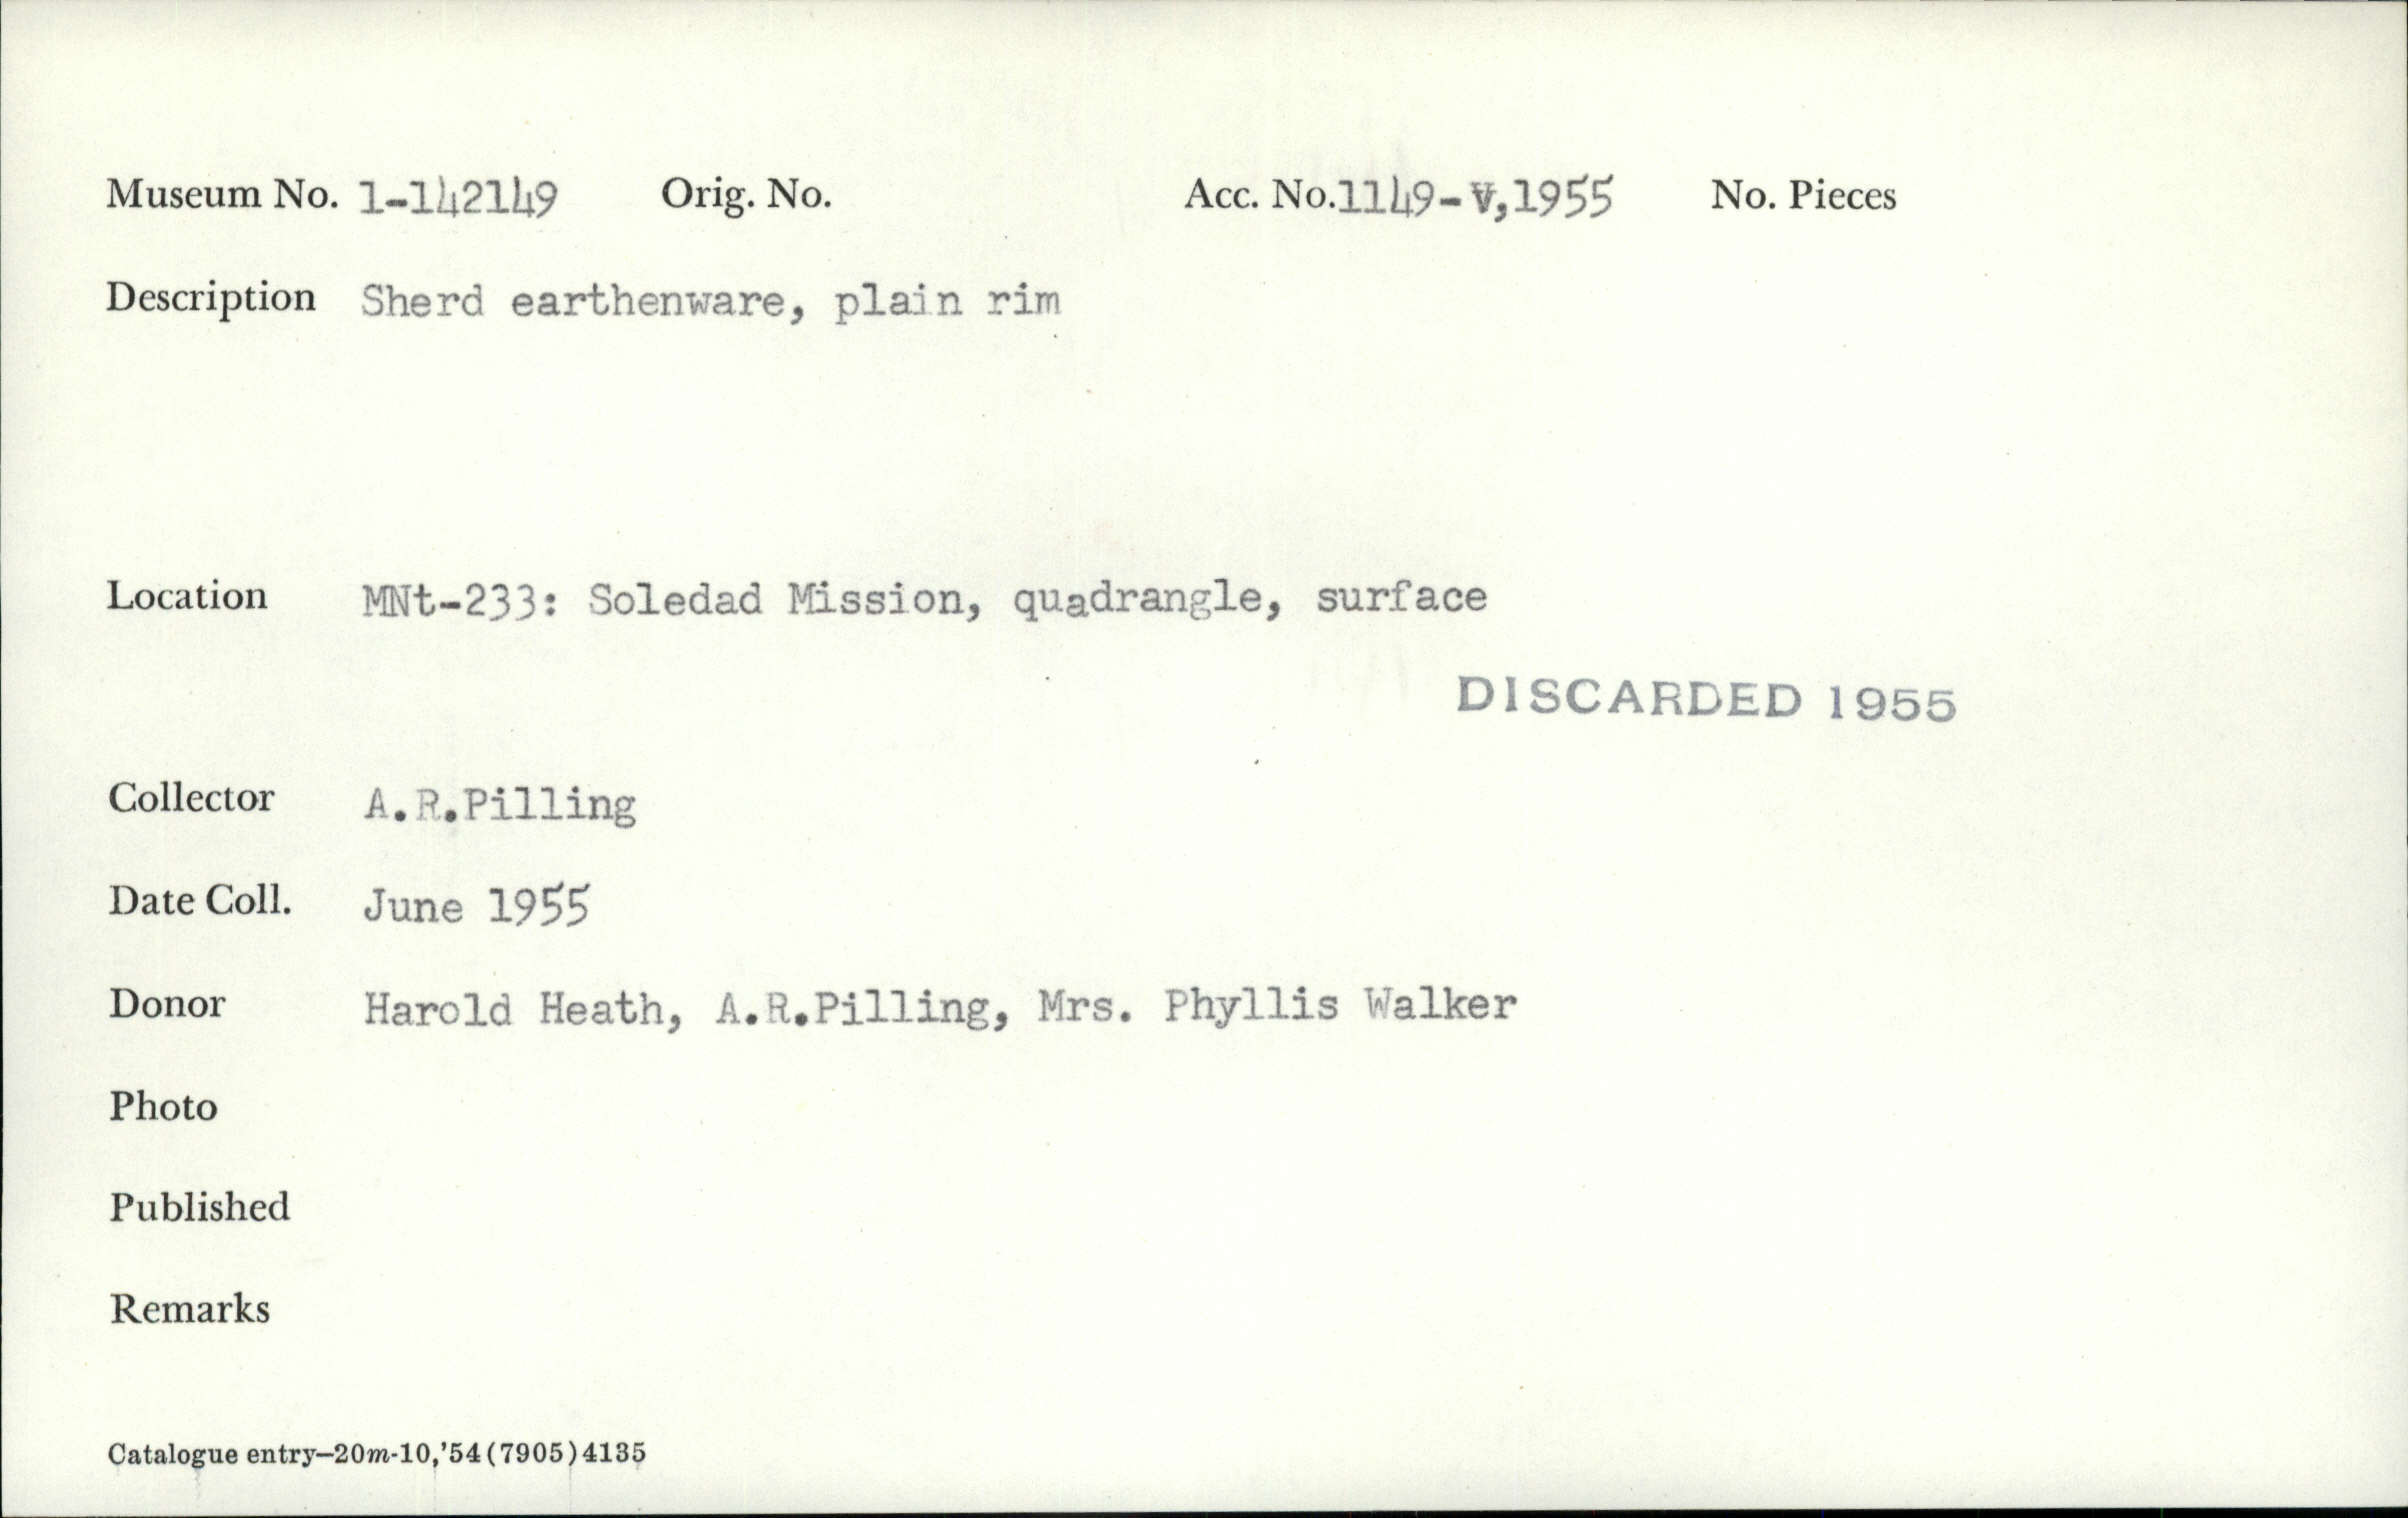 Museum No. 1-142149 Orig. No. Acc. No.1149-V,1955 No. Pieces
Description Sherd earthenware, plain rim
Location MNt-233: Soledad Mission, quadrangle, surface
DISCARDED 1955
Collector A.R.Pilling
Date Coll. June 1955
Donor Harold Heath, A.R.Pilling, Mrs. Phyllis Walker
Photo
Published
Remarks
Catalogue entry—20m-10,'54(7905)4135